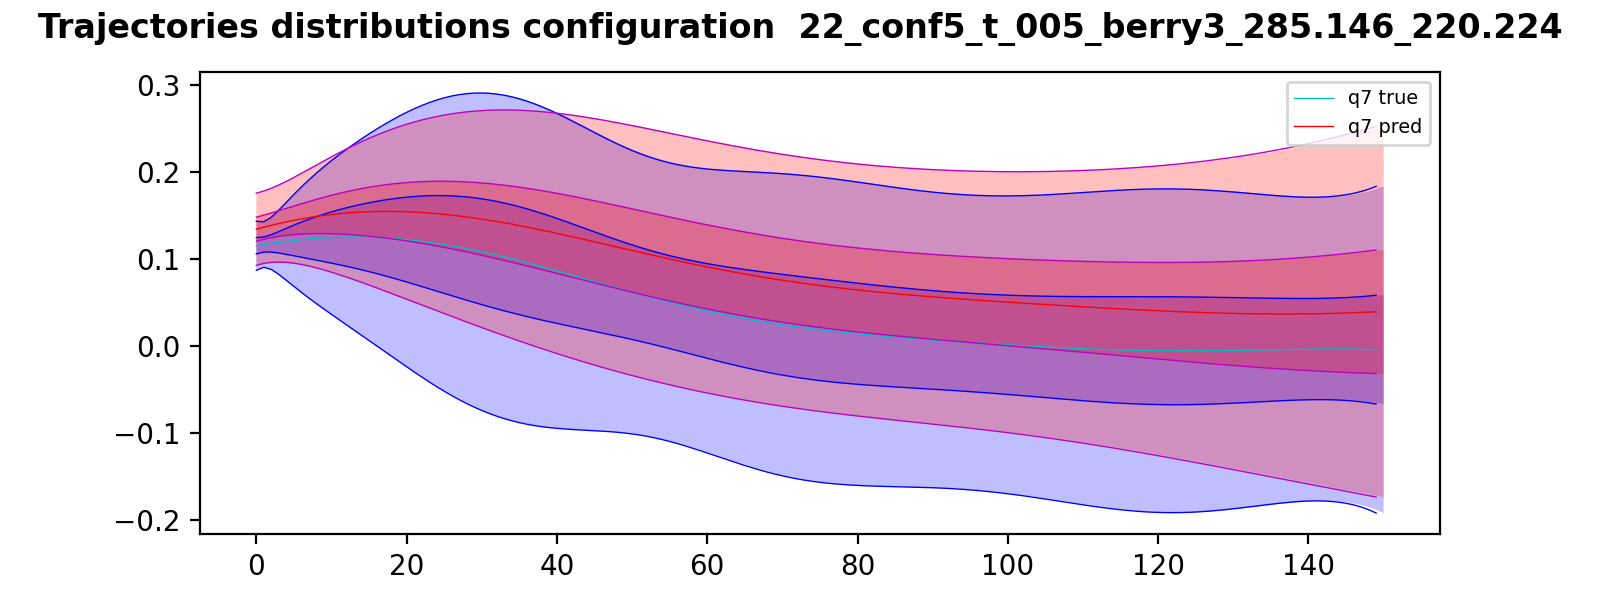 Trajectories distributions configuration  22_conf5_t_005_berry3_285.146_220.224
0.3
0.2
0.1
0.0
−0.1
−0.2
0 20 40 60 80 100 120 140
q7 true
q7 pred